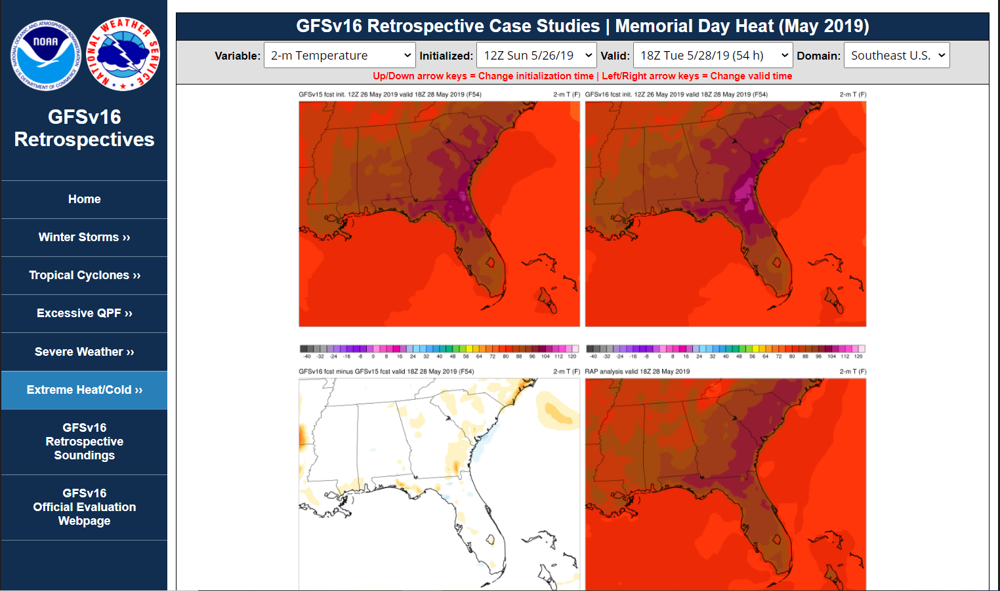 NATIONAL OCEANIC AND ATMOSPHERIC ADMINISTRATION
NOAA
U.S. DEPARTMENT OF COMMERCE
NATIONAL WEATHER SERVICE
GFSv16
Retrospectives
Home
Winter Storms ››
Tropical Cyclones ››
Excessive QPF ››
Severe Weather ››
Extreme Heat/Cold ››
GFSv16
Retrospective
Soundings
GFSv16
Official Evaluation
Webpage
GFSv16 Retrospective Case Studies | Memorial Day Heat (May 2019)
Variable: 2-m Temperature Initialized: 12Z Sun 5/26/19 Valid: 18Z Tue 5/28/19 (54 h) Domain: Southeast U.S.
Up/Down arrow keys = Change initialization time | Left/Right arrow keys = Change valid time
GFSv15 fcst init. 12Z 26 May 2019 valid 18Z 28 May 2019 (F54) 2-m T (F)
GFSv16 fcst init. 12Z 26 May 2019 valid 18Z 28 May 2019 (F54) 2-m T (F)
-40 -32 -24 -16 -8 0 8 16 24 32 40 48 56 64 72 80 88 96 104 112 120
-40 -32 -24 -16 -8 0 8 16 24 32 40 48 56 64 72 80 88 96 104 112 120
GFSv16 fcst minus GFSv15 fcst valid 18Z 28 May 2019 (F54) 2-m T (F)
RAP analysis valid 18Z 28 May 2019 2-m T (F)